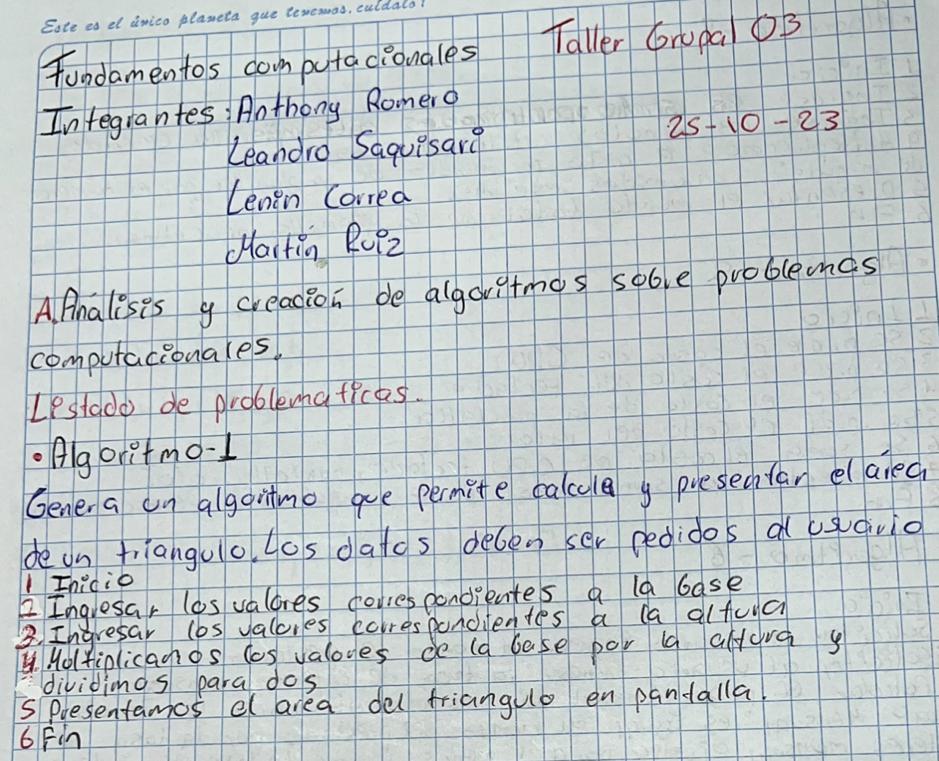 Este es el único planeta que tenemos. cuídalo!
Taller Grupal 03
Fundamentos computacionales
Integrantes: Anthony Romero
25-10-23
Leandro Saquisari
Lenin Correa
Martin Ruiz
A. Análisis y creación de algoritmos sobre problemas
computacionales.
Listado de problematicas.
• Algoritmo-1
Genera un algoritmo que permite calcula y presentar el área
de un triangulo. Los datos deben ser pedidos al usuario
1 Inicio
2 Ingresar los valores correspondientes a la base
3. Ingresar los valores correspondientes a la altura
4. Multiplicamos los valores de la base por la altura y
dividimos para dos
5 Presentamos el area del triangulo en pantalla.
6 Fin